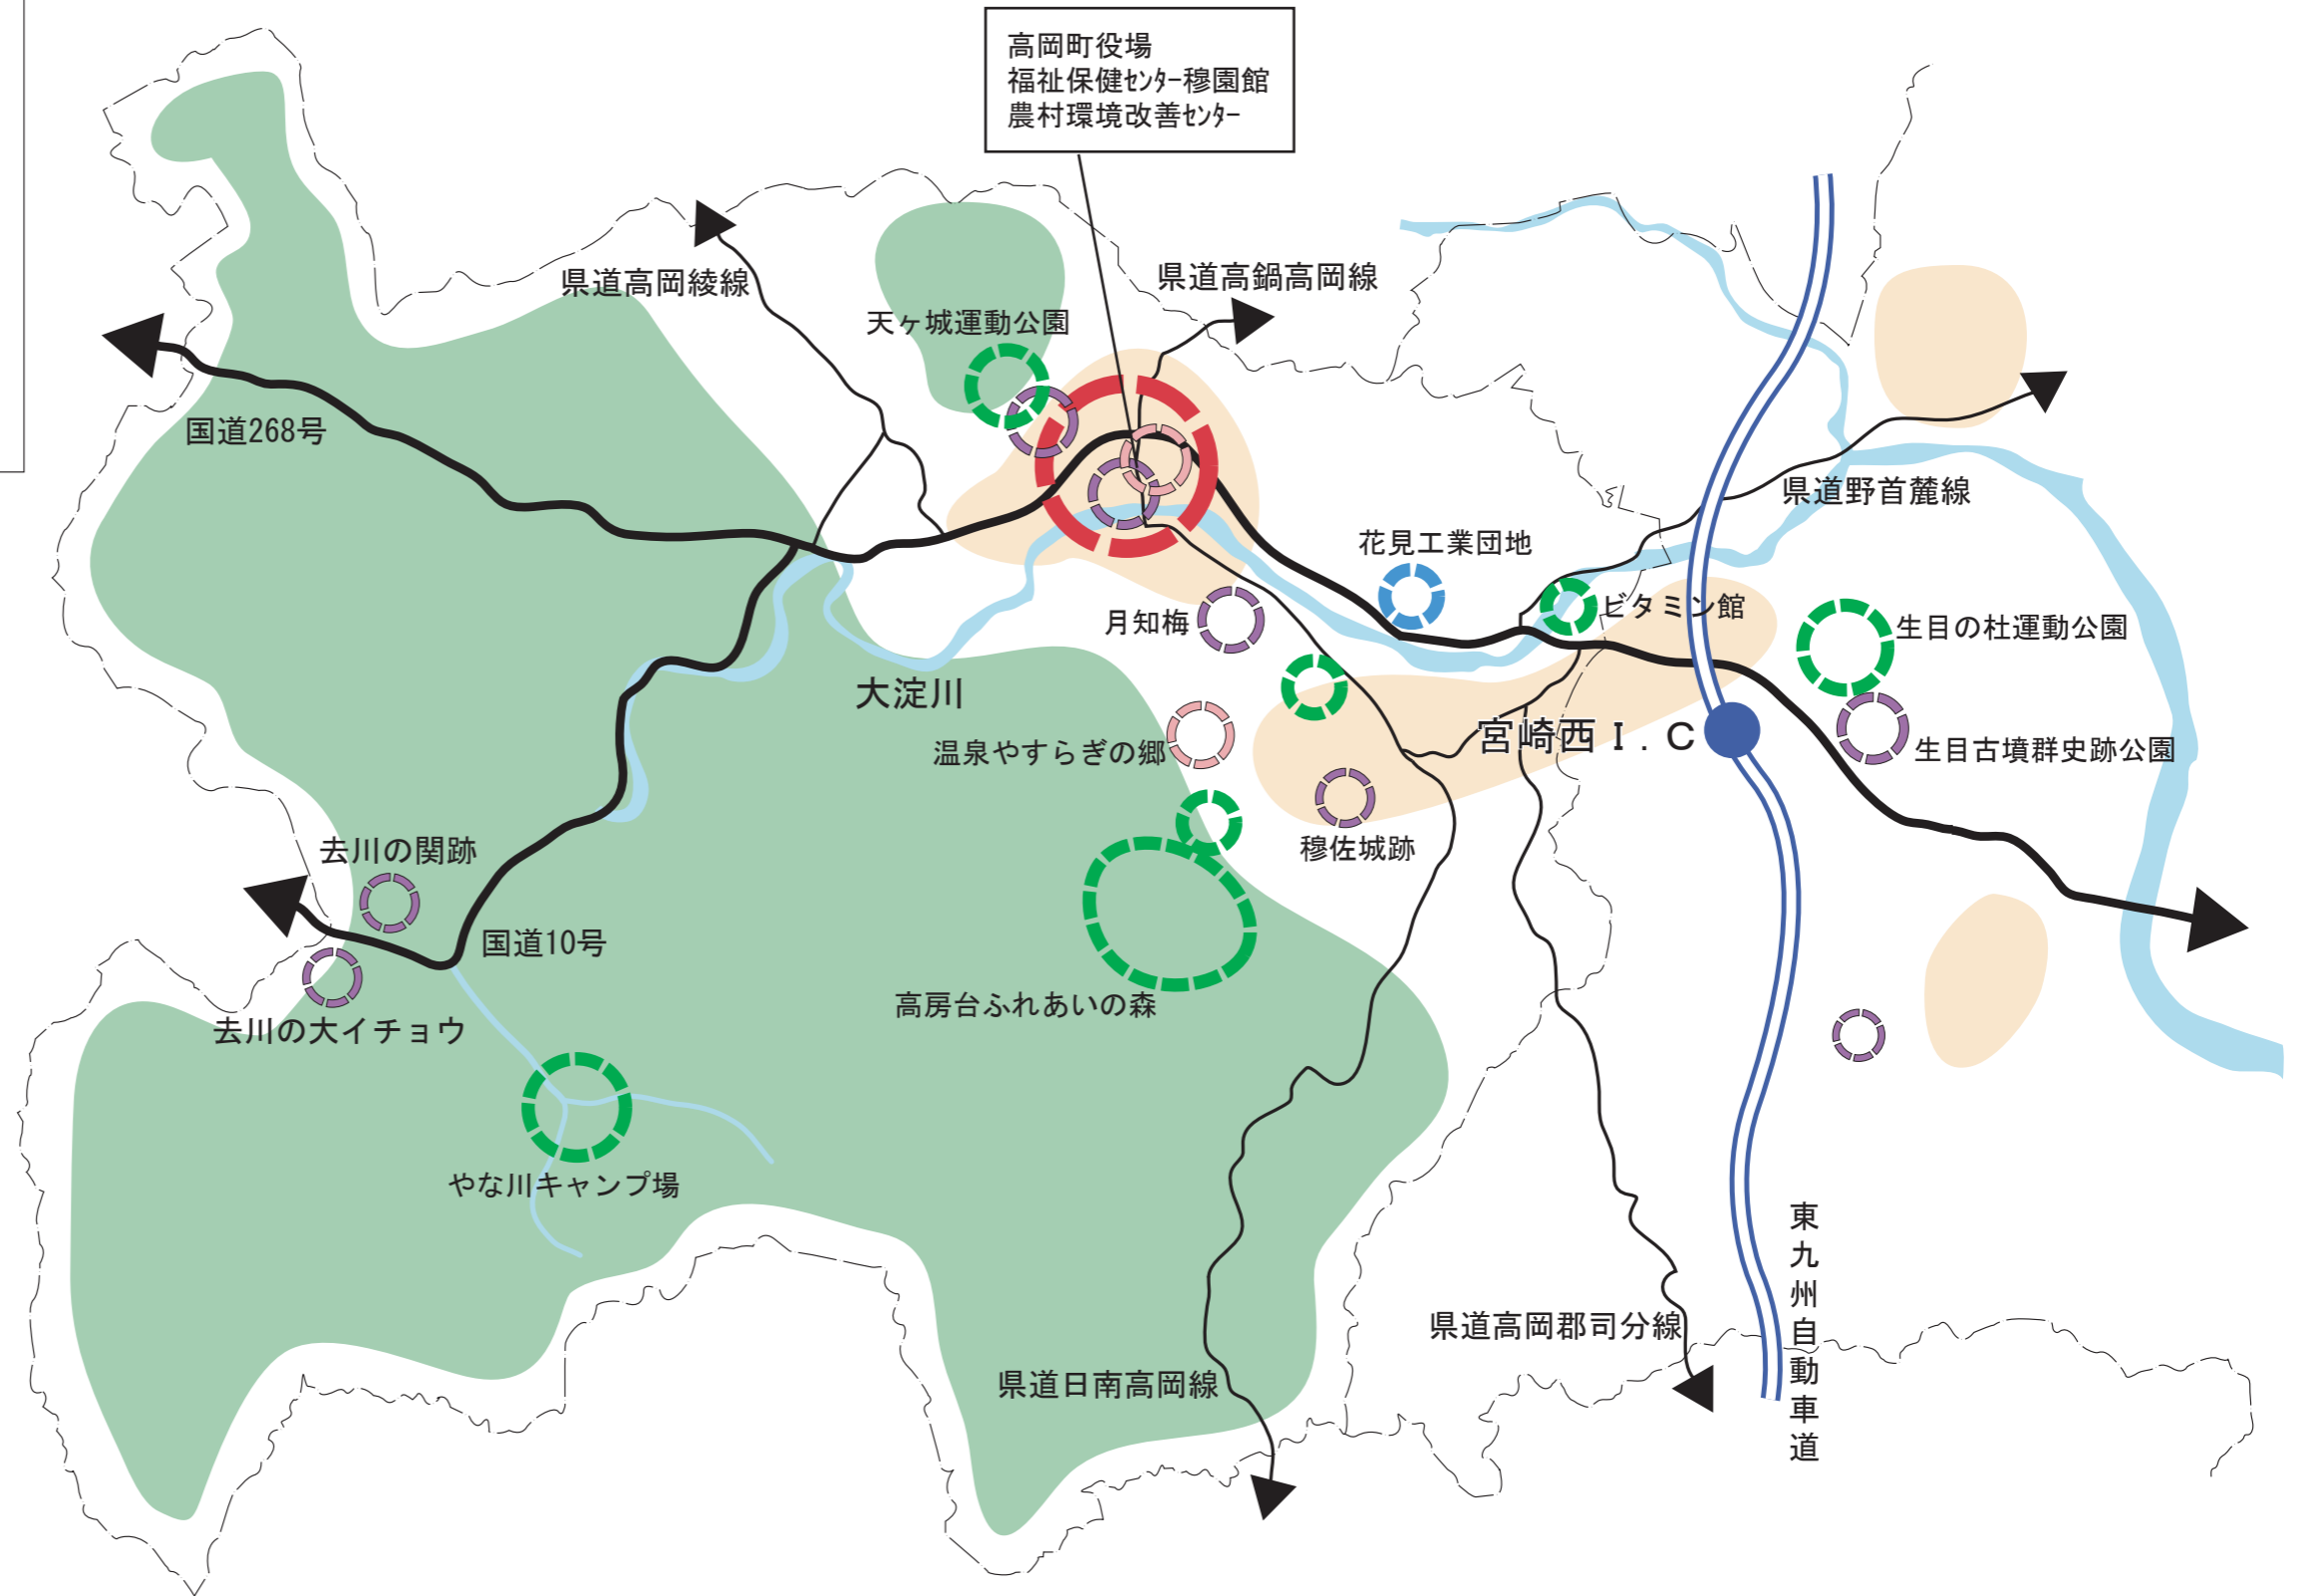 高岡町役場
福祉保健ｾﾝﾀｰ穆園館
農村環境改善ｾﾝﾀｰ
県道高岡綾線
県道高鍋高岡線
天ヶ城運動公園
国道268号
県道野首麓線
花見工業団地
ビタミン館
月知梅
生目の杜運動公園
大淀川
宮崎西Ｉ．Ｃ
温泉やすらぎの郷
生目古墳群史跡公園
去川の関跡
穆佐城跡
国道10号
高房台ふれあいの森
去川の大イチョウ
やな川キャンプ場
東九州自動車道
県道高岡郡司分線
県道日南高岡線